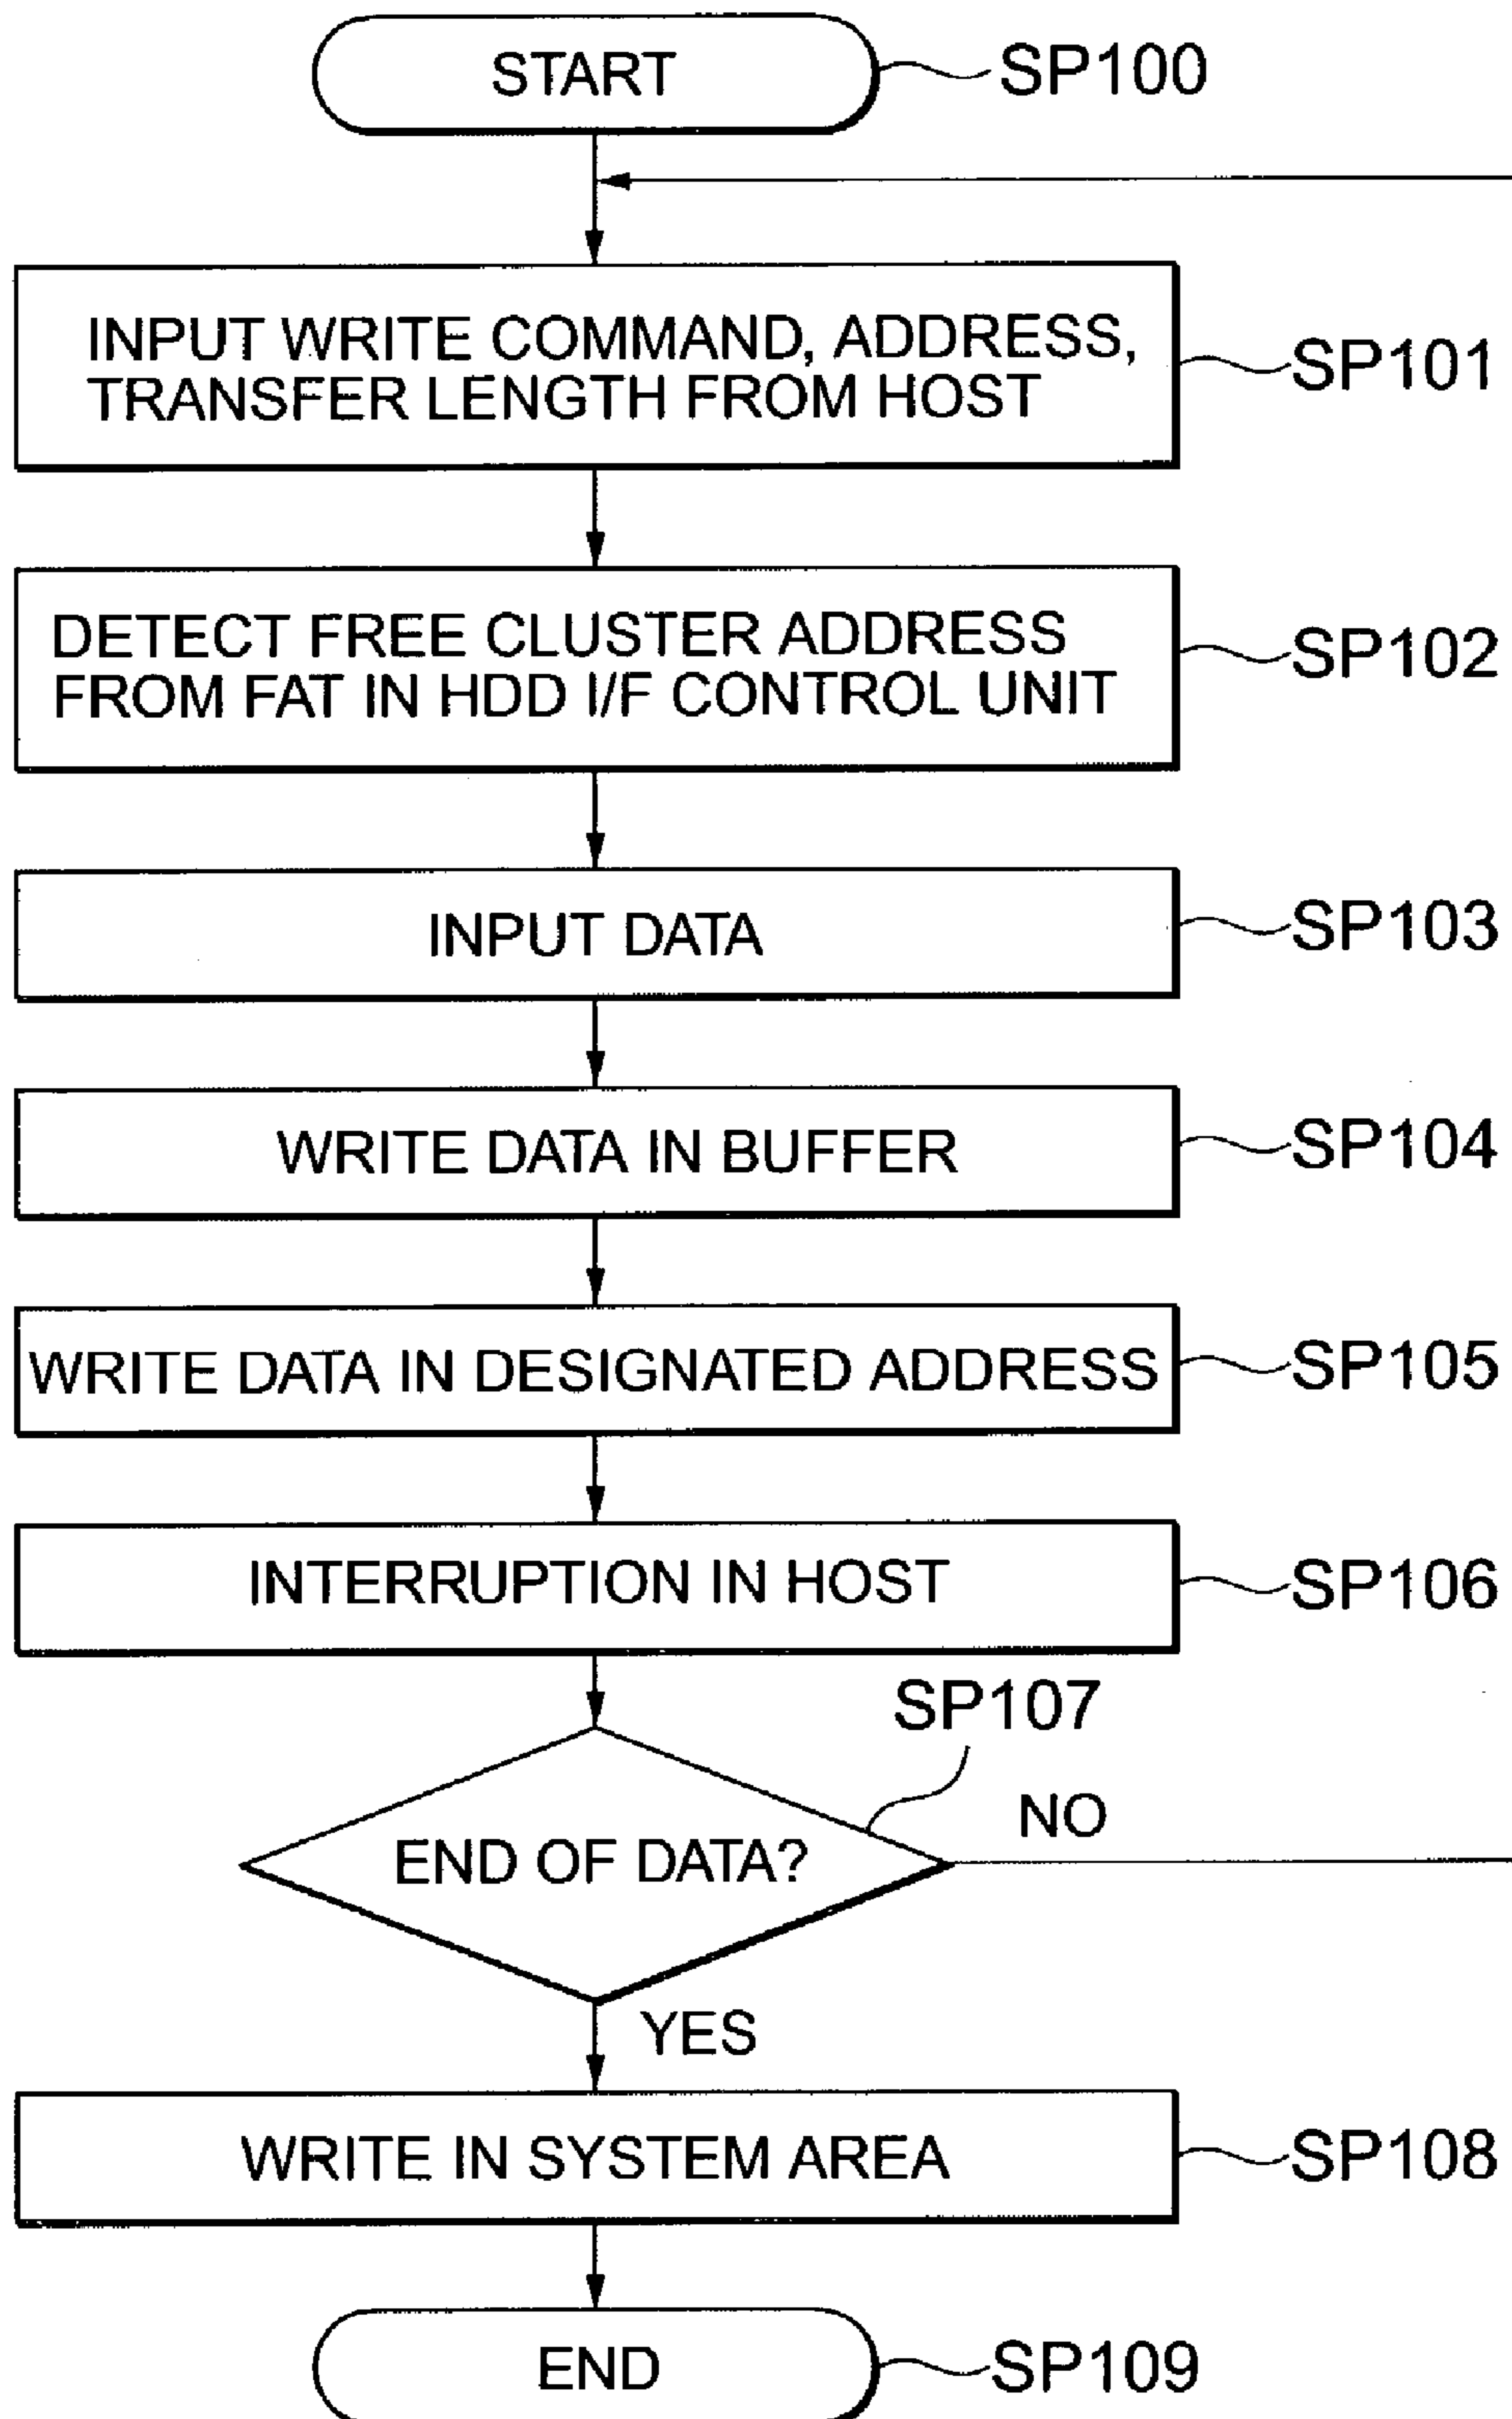 START
SP100
INPUT WRITE COMMAND, ADDRESS,
TRANSFER LENGTH FROM HOST
SP101
DETECT FREE CLUSTER ADDRESS
FROM FAT IN HDD I/F CONTROL UNIT
SP102
INPUT DATA
SP103
WRITE DATA IN BUFFER
SP104
WRITE DATA IN DESIGNATED ADDRESS
SP105
INTERRUPTION IN HOST
SP106
SP107
NO
END OF DATA?
YES
WRITE IN SYSTEM AREA
SP108
END
SP109